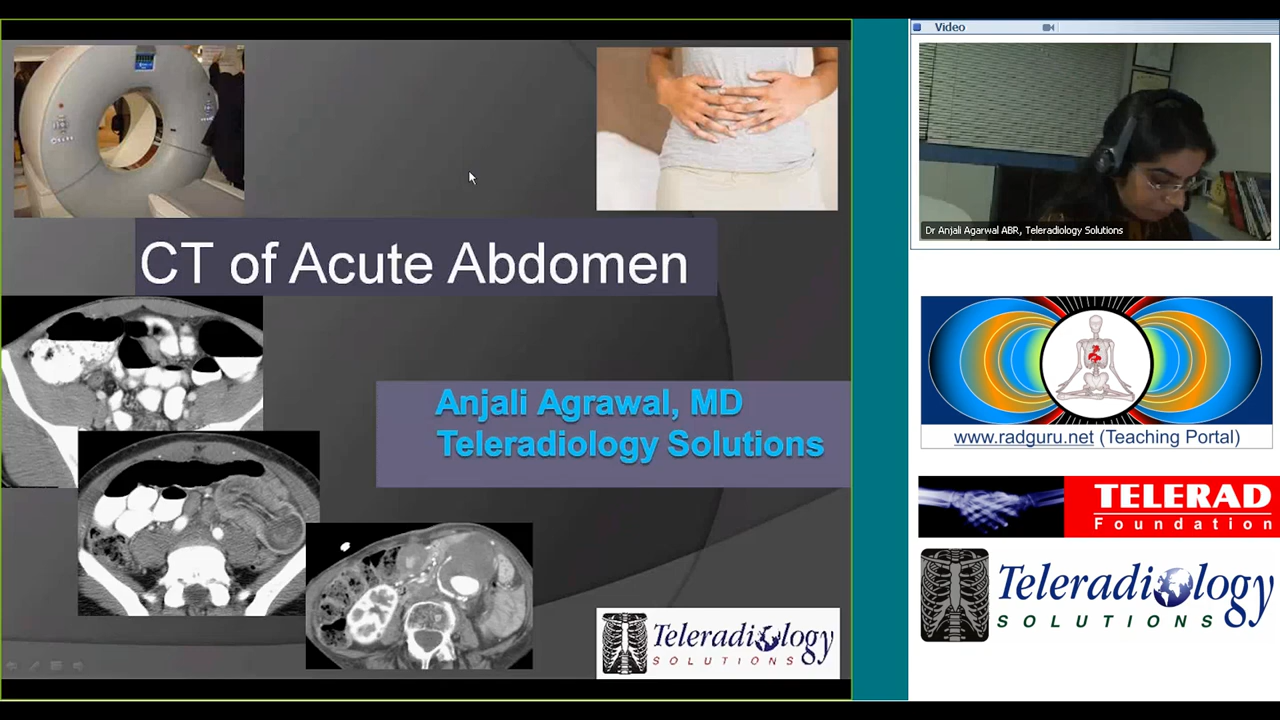 CT of Acute Abdomen
Anjali Agrawal, MD
Teleradiology Solutions
Teleradiology
SOLUTIONS
Video
Dr Anjali Agarwal ABR, Teleradiology Solutions
www.radguru.net (Teaching Portal)
TELERAD
Foundation
Teleradiology
SOLUTIONS